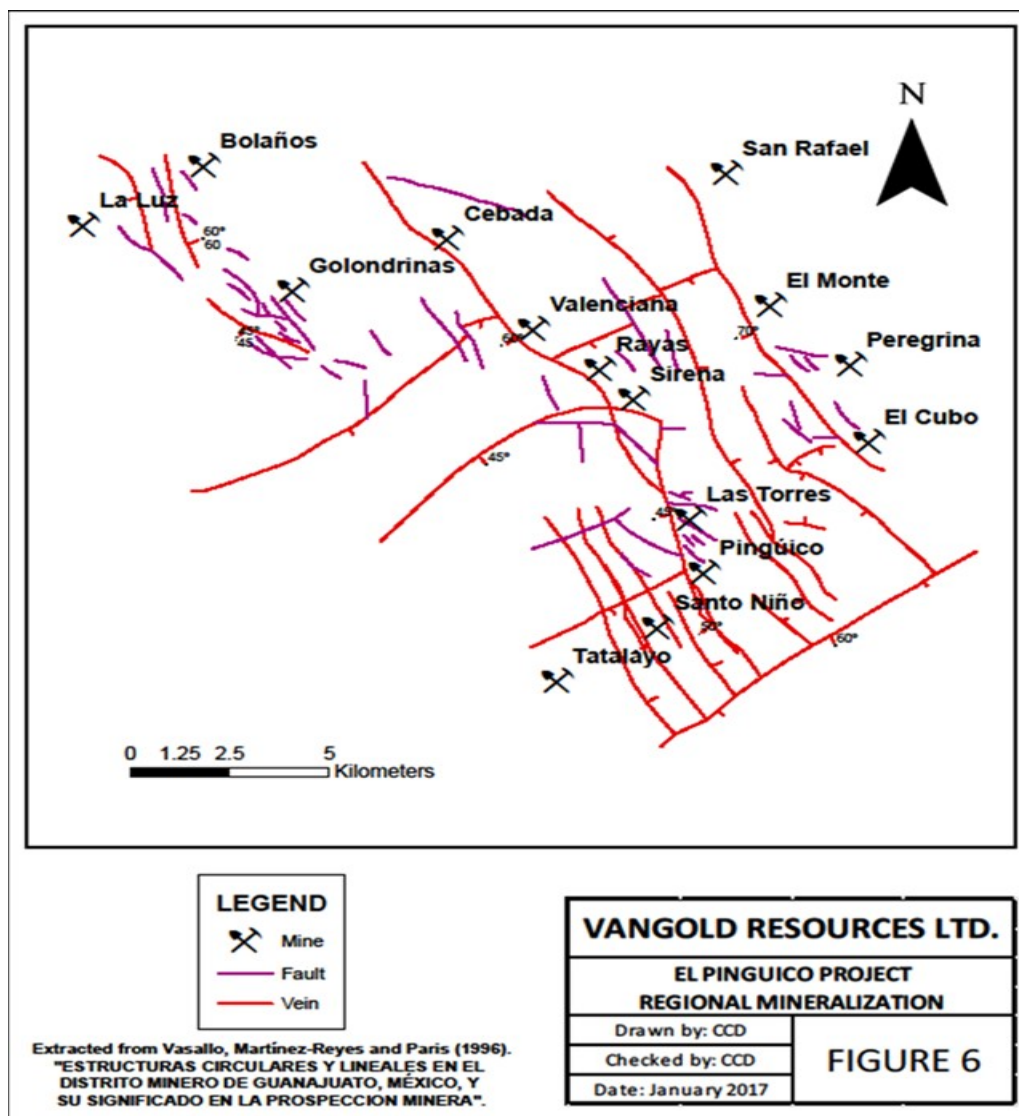 N
Bolaños
San Rafael
La Luz
Cebada
60°
60
Golondrinas
El Monte
Valenciana
70°
45°
45
Rayas
Peregrina
Sirena
El Cubo
45°
Las Torres
Pingúico
Santo Niño
50°
60°
Tatalayo
0 1.25 2.5 5
Kilometers
LEGEND
Mine
Fault
Vein
Extracted from Vasallo, Martínez-Reyes and Paris (1996).
"ESTRUCTURAS CIRCULARES Y LINEALES EN EL
DISTRITO MINERO DE GUANAJUATO, MÉXICO, Y
SU SIGNIFICADO EN LA PROSPECCION MINERA".
VANGOLD RESOURCES LTD.
EL PINGUICO PROJECT
REGIONAL MINERALIZATION
Drawn by: CCD
Checked by: CCD
Date: January 2017
FIGURE 6